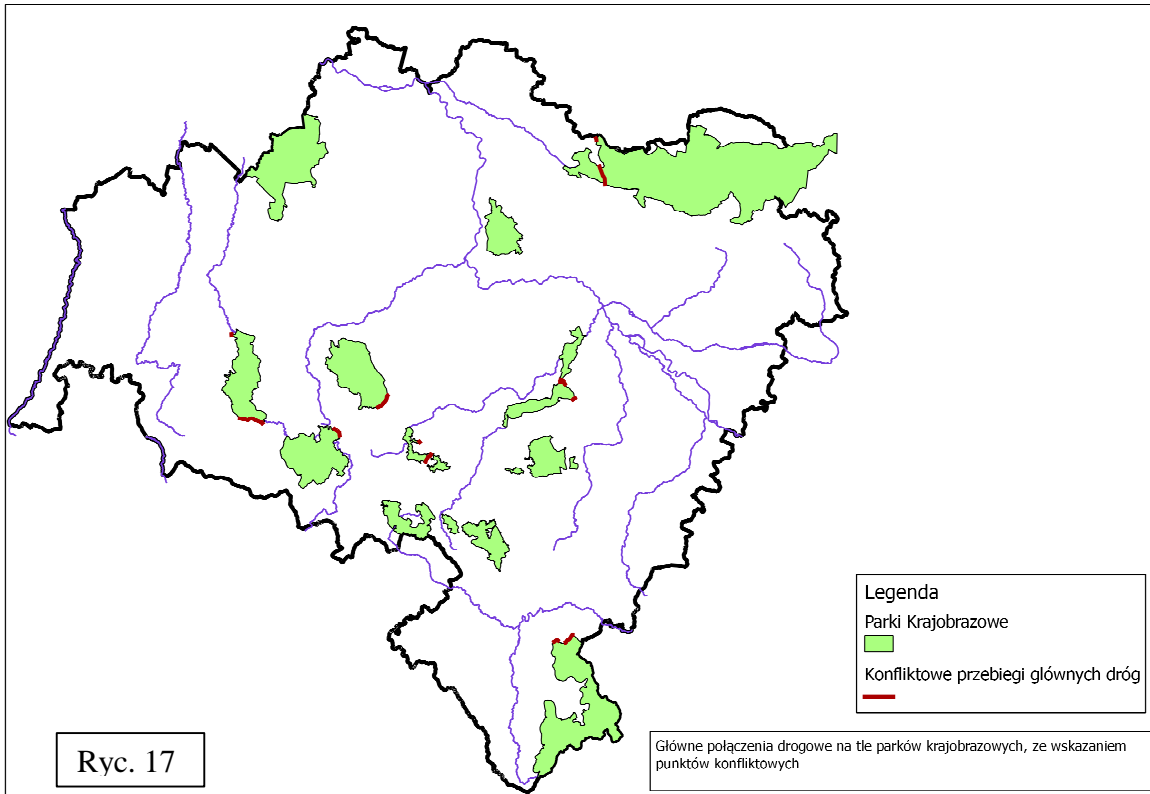 Legenda
Parki Krajobrazowe
Konfliktowe przebiegi głównych dróg
Ryc. 17
Główne połączenia drogowe na tle parków krajobrazowych, ze wskazaniem
punktów konfliktowych